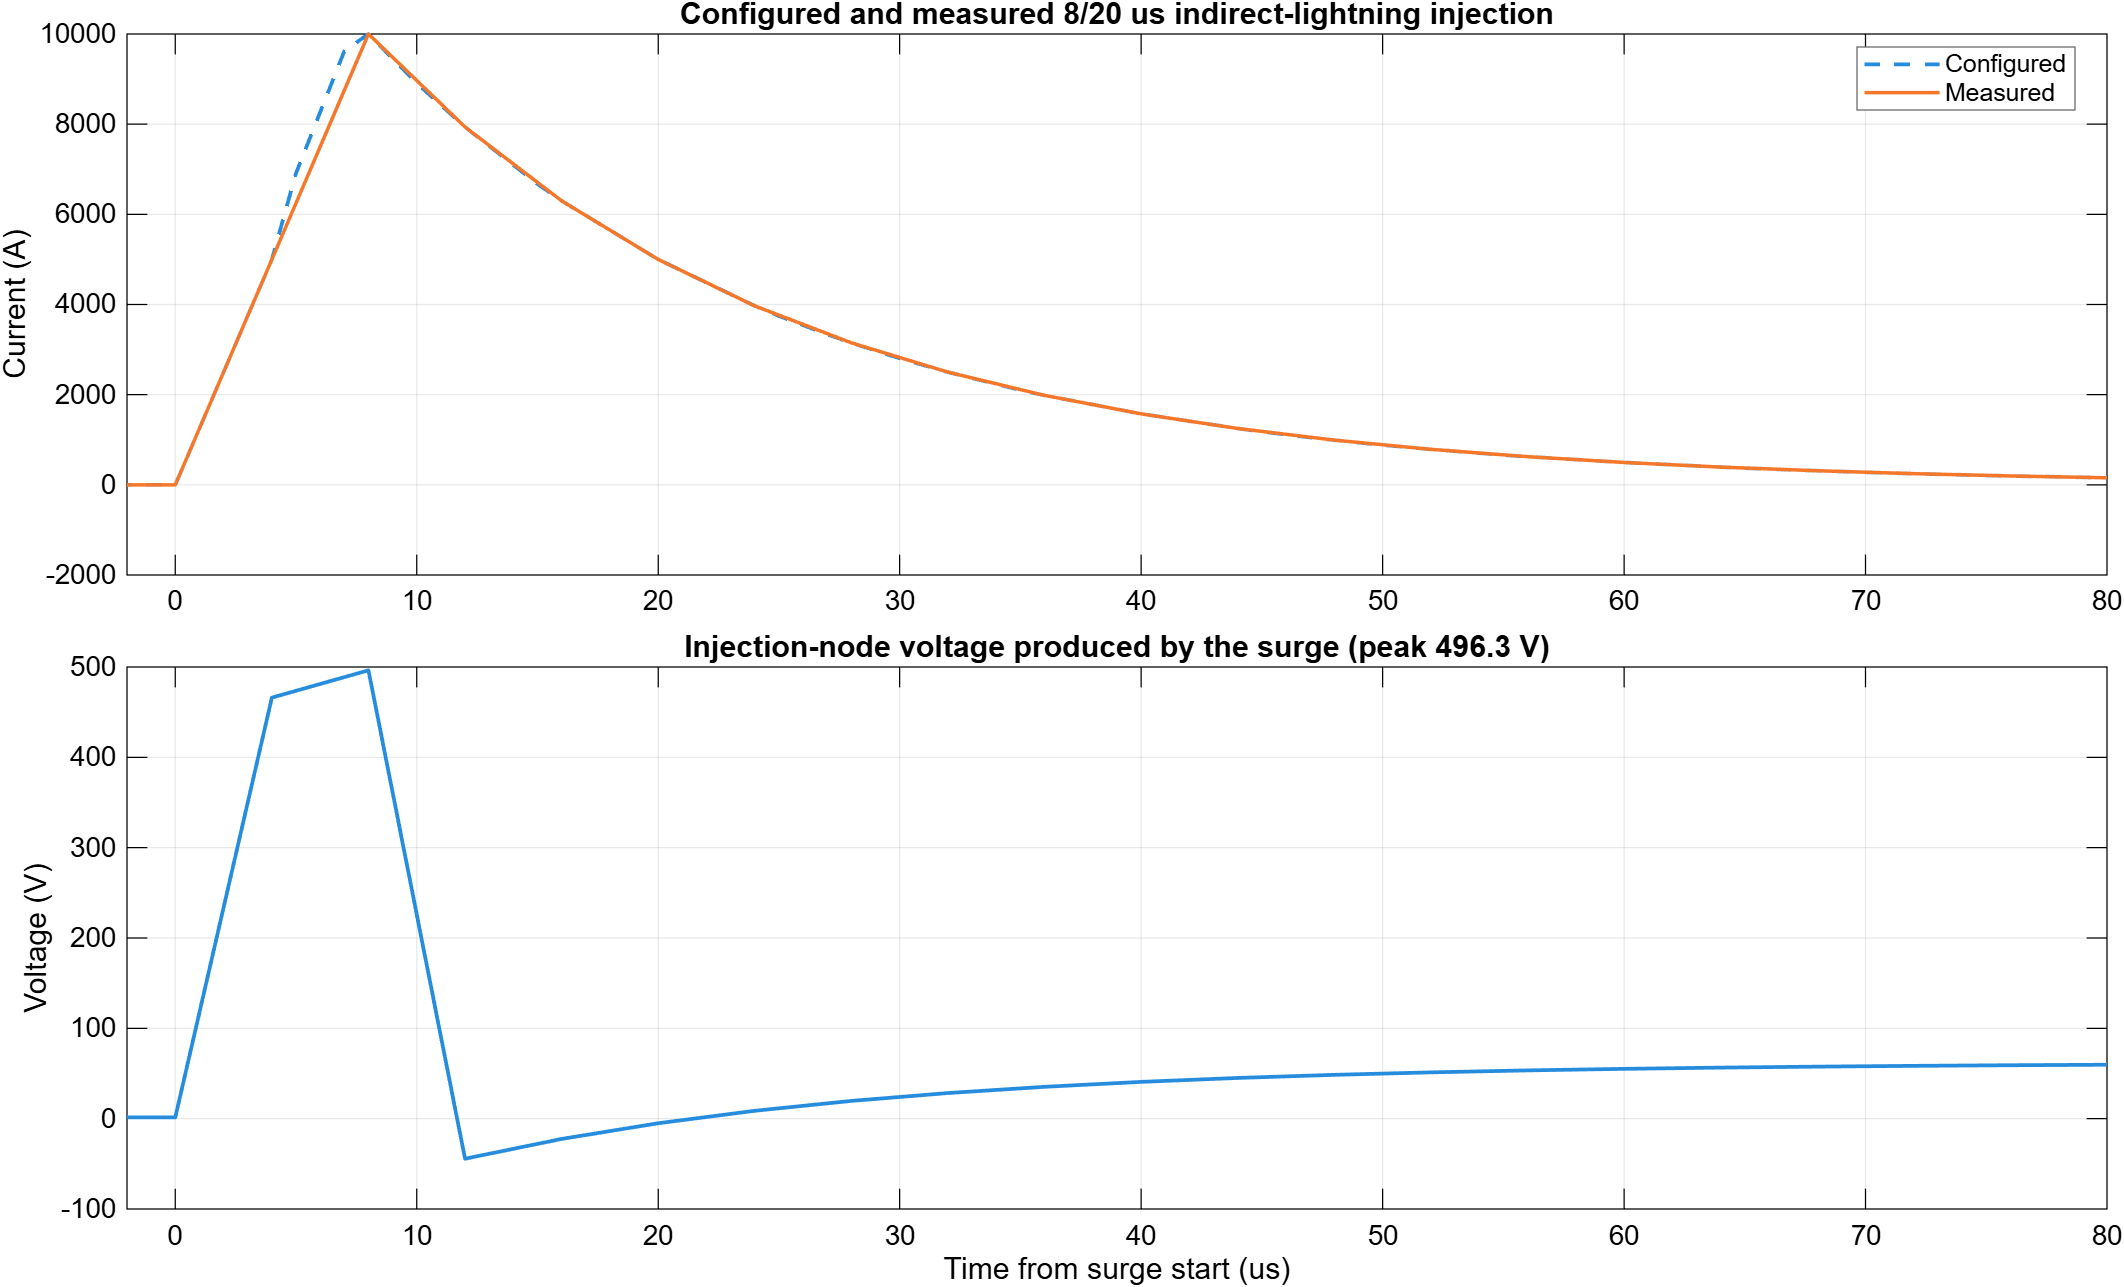 Configured and measured 8/20 us indirect-lightning injection
10000
8000
6000
4000
2000
0
-2000
Current (A)
Configured
Measured
0 10 20 30 40 50 60 70 80
Injection-node voltage produced by the surge (peak 496.3 V)
500
400
300
200
100
0
-100
Voltage (V)
0 10 20 30 40 50 60 70 80
Time from surge start (us)